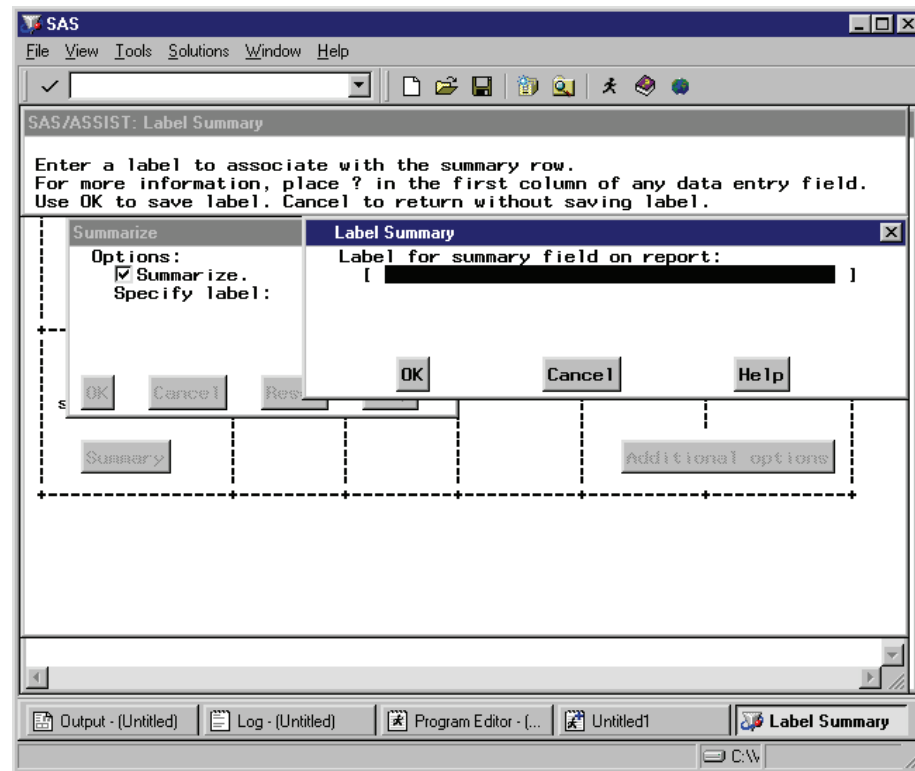 SAS
File View Tools Solutions Window Help
SAS/ASSIST: Label Summary
Enter a label to associate with the summary row.
For more information, place ? in the first column of any data entry field.
Use OK to save label. Cancel to return without saving label.
Summarize
Options:
Summarize.
Specify label:
OK Cancel
Label Summary
Label for summary field on report:
[ ]
OK Cancel Help
s
Summary Additional options
Output - (Untitled) Log - (Untitled) Program Editor - (... Untitled1 Label Summary
C:\